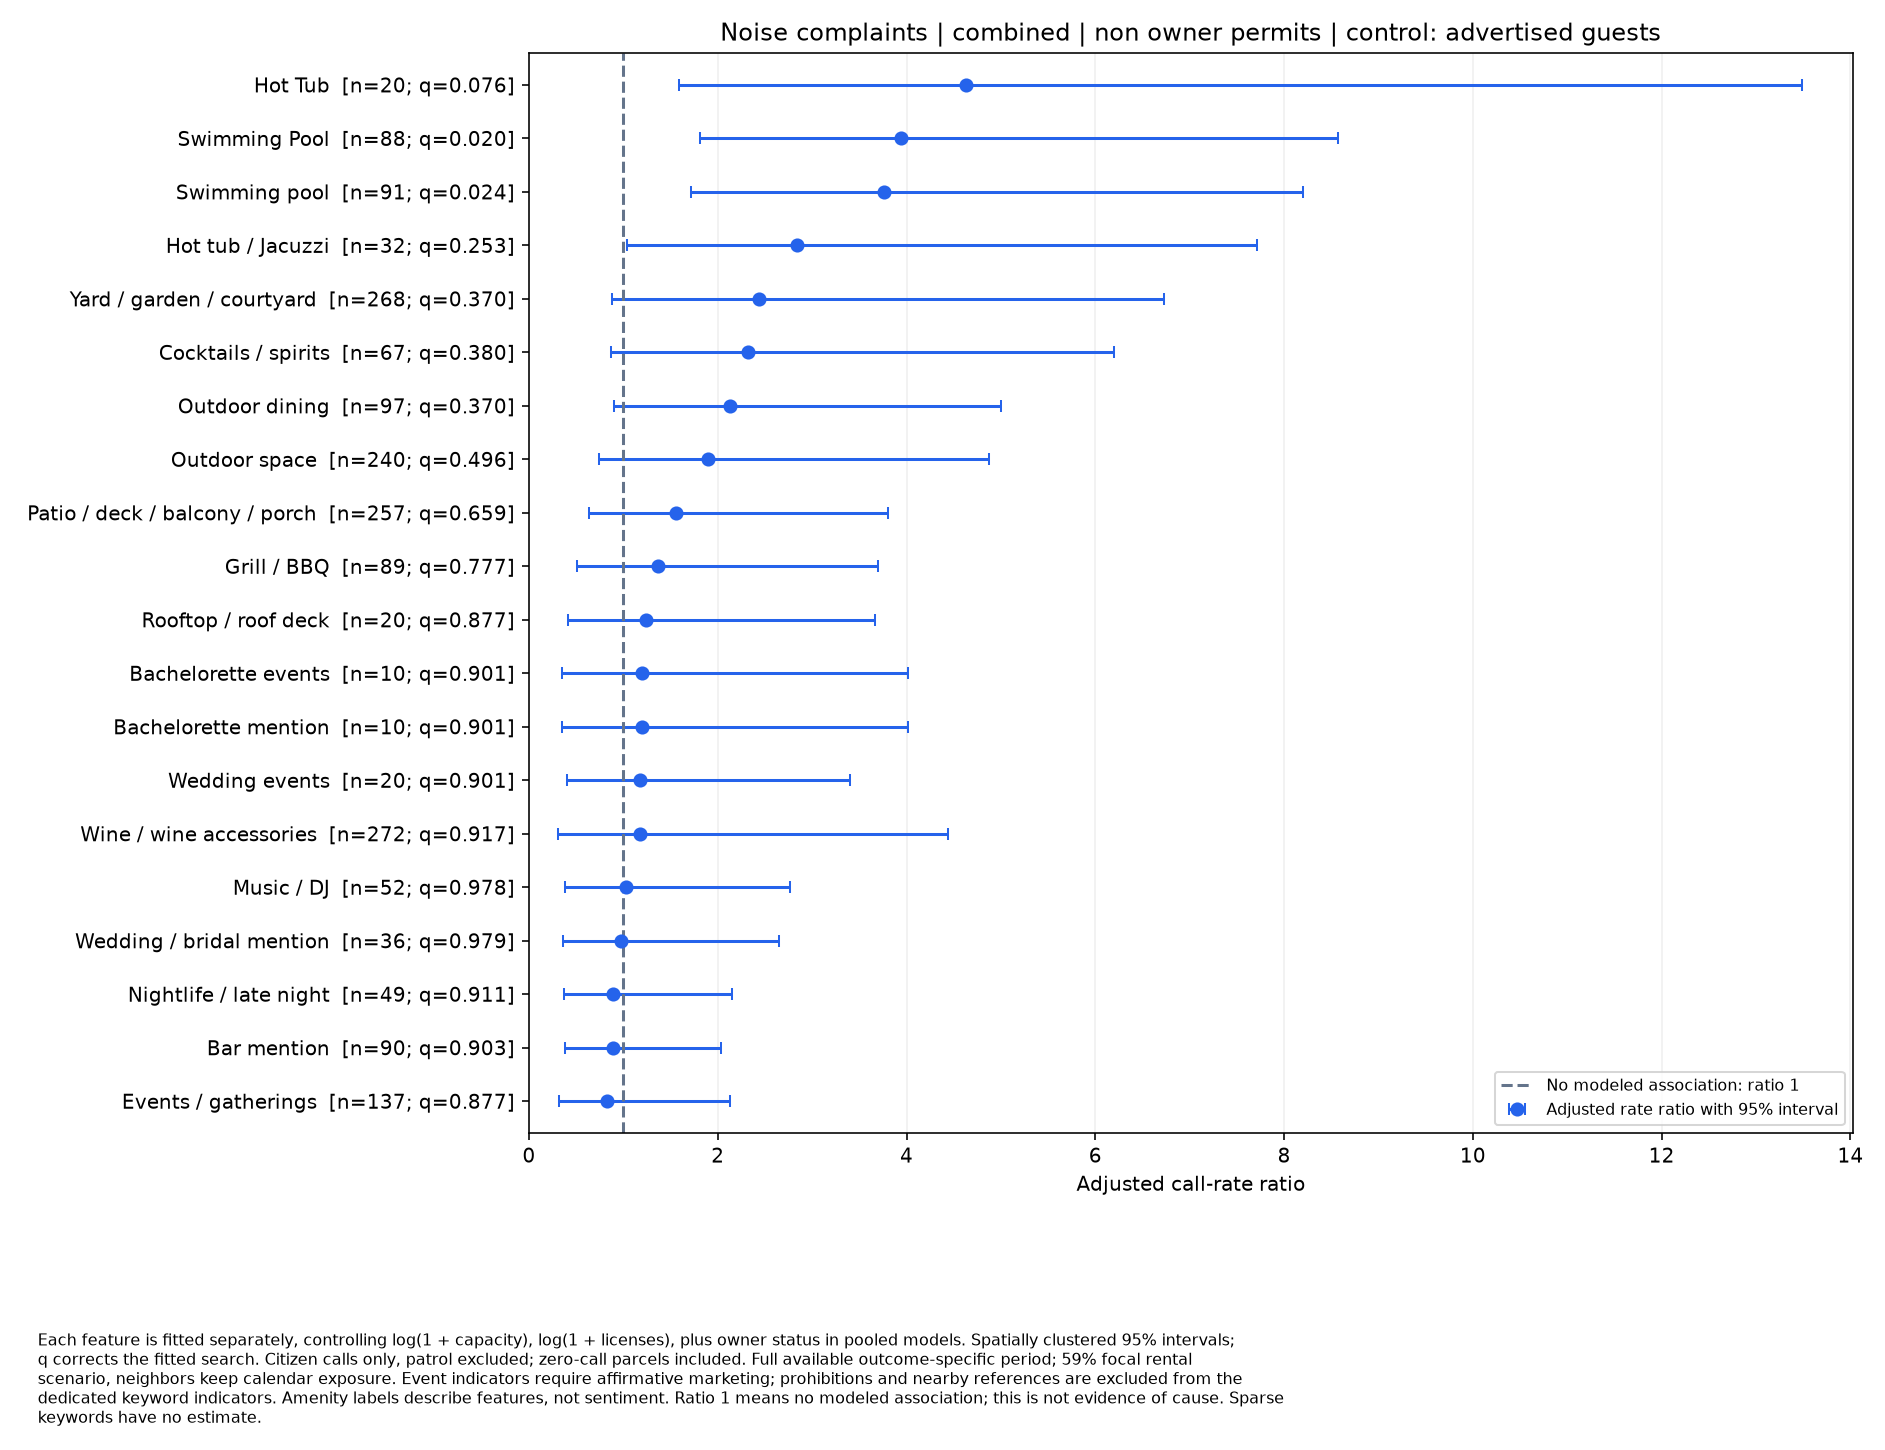 Noise complaints | combined | non owner permits | control: advertised guests
Hot Tub [n=20; q=0.076]
Swimming Pool [n=88; q=0.020]
Swimming pool [n=91; q=0.024]
Hot tub / Jacuzzi [n=32; q=0.253]
Yard / garden / courtyard [n=268; q=0.370]
Cocktails / spirits [n=67; q=0.380]
Outdoor dining [n=97; q=0.370]
Outdoor space [n=240; q=0.496]
Patio / deck / balcony / porch [n=257; q=0.659]
Grill / BBQ [n=89; q=0.777]
Rooftop / roof deck [n=20; q=0.877]
Bachelorette events [n=10; q=0.901]
Bachelorette mention [n=10; q=0.901]
Wedding events [n=20; q=0.901]
Wine / wine accessories [n=272; q=0.917]
Music / DJ [n=52; q=0.978]
Wedding / bridal mention [n=36; q=0.979]
Nightlife / late night [n=49; q=0.911]
Bar mention [n=90; q=0.903]
Events / gatherings [n=137; q=0.877]
No modeled association: ratio 1
Adjusted rate ratio with 95% interval
0 2 4 6 8 10 12 14
Adjusted call-rate ratio
Each feature is fitted separately, controlling log(1 + capacity), log(1 + licenses), plus owner status in pooled models. Spatially clustered 95% intervals;
q corrects the fitted search. Citizen calls only, patrol excluded; zero-call parcels included. Full available outcome-specific period; 59% focal rental
scenario, neighbors keep calendar exposure. Event indicators require affirmative marketing; prohibitions and nearby references are excluded from the
dedicated keyword indicators. Amenity labels describe features, not sentiment. Ratio 1 means no modeled association; this is not evidence of cause. Sparse
keywords have no estimate.